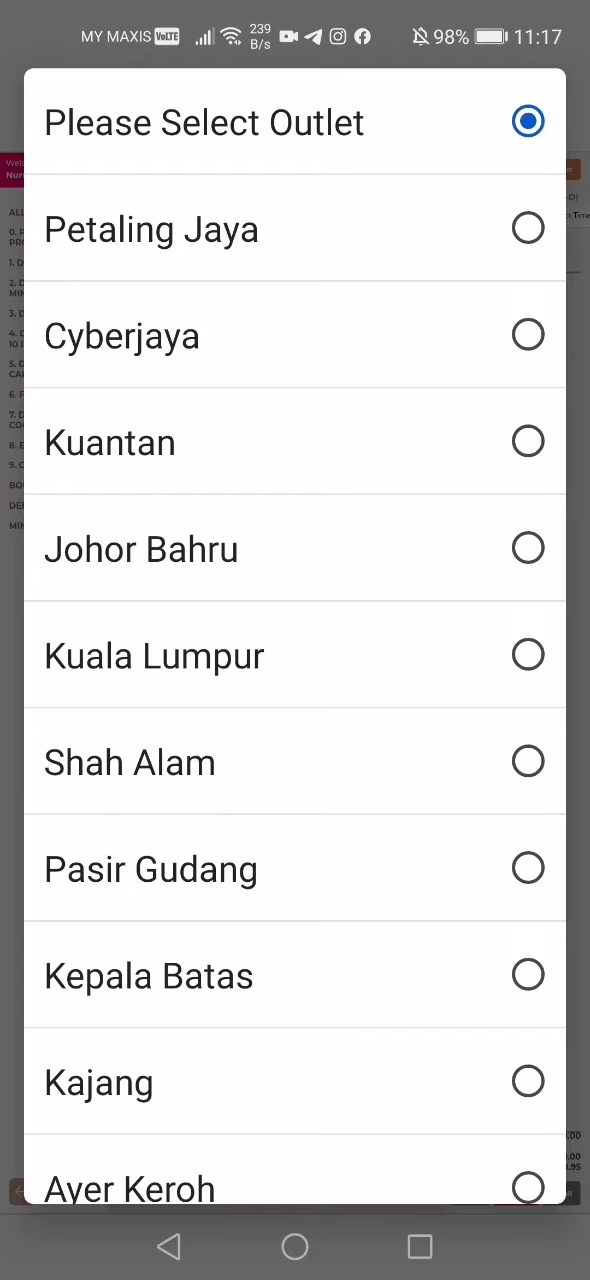 MY MAXIS VoLTE 239 B/s 98% 11:17
Please Select Outlet
Petaling Jaya
Cyberjaya
Kuantan
Johor Bahru
Kuala Lumpur
Shah Alam
Pasir Gudang
Kepala Batas
Kajang
Ayer Keroh